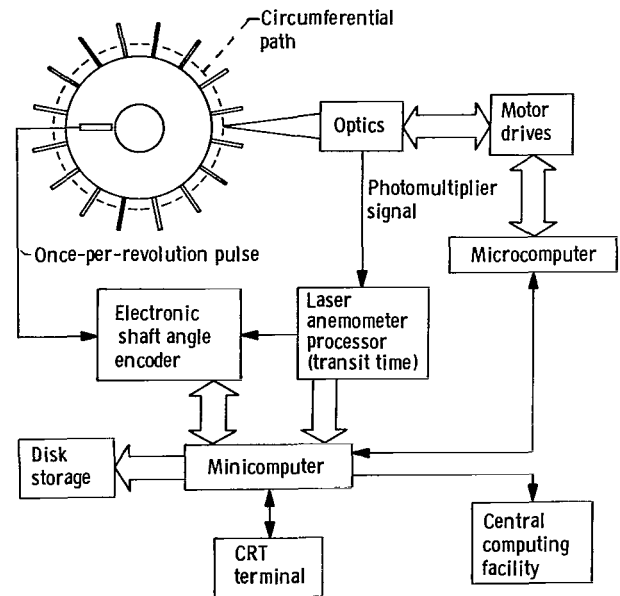 Circumferential
path
Optics
Motor
drives
Photomultiplier
signal
Once-per-revolution pulse
Microcomputer
Electronic
shaft angle
encoder
Laser
anemometer
processor
(transit time)
Disk
storage
Minicomputer
CRT
terminal
Central
computing
facility